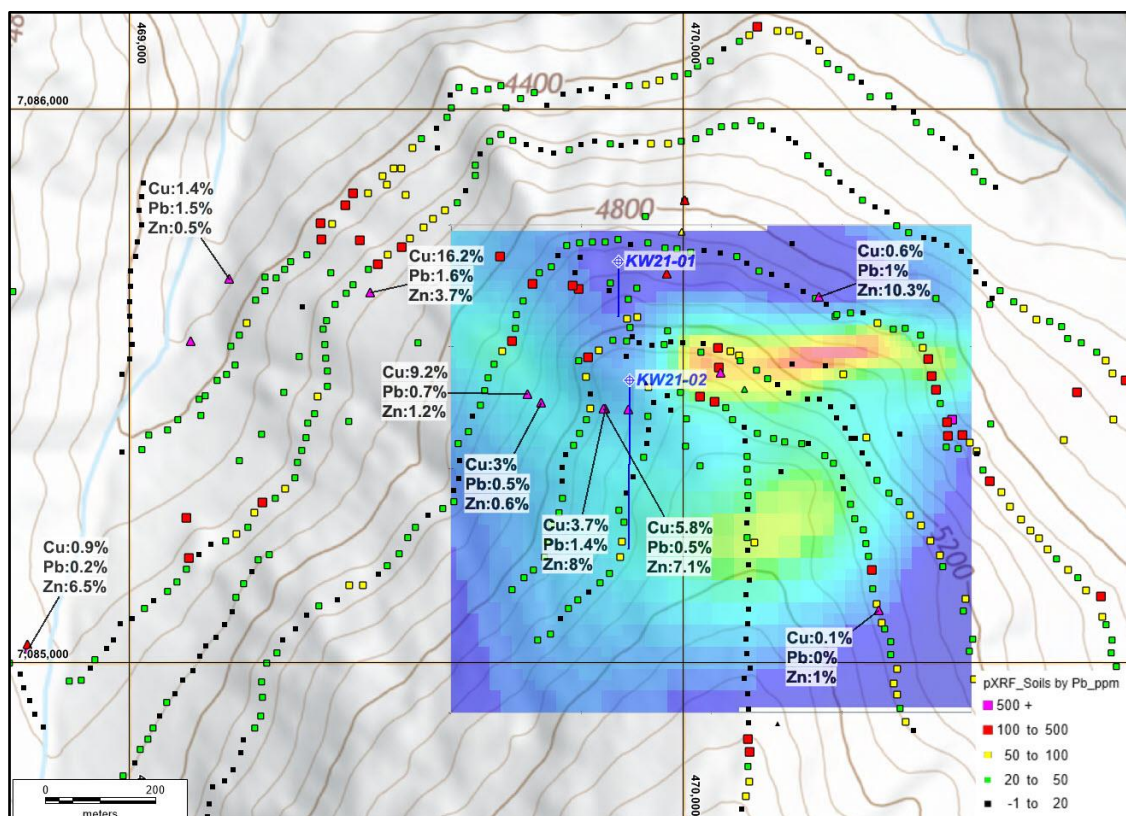 48
469,000
470,000
4400
7,086,000
4800
Cu:1.4%
Pb:1.5%
Zn:0.5%
Cu:16.2%
Pb:1.6%
Zn:3.7%
KW21-01
Cu:0.6%
Pb:1%
Zn:10.3%
Cu:9.2%
Pb:0.7%
Zn:1.2%
KW21-02
Cu:3%
Pb:0.5%
Zn:0.6%
Cu:3.7%
Pb:1.4%
Zn:8%
Cu:5.8%
Pb:0.5%
Zn:7.1%
5200
Cu:0.9%
Pb:0.2%
Zn:6.5%
Cu:0.1%
Pb:0%
Zn:1%
7,085,000
pXRF_Soils by Pb_ppm
500 +
100 to 500
50 to 100
20 to 50
-1 to 20
0 200
meters
470,000